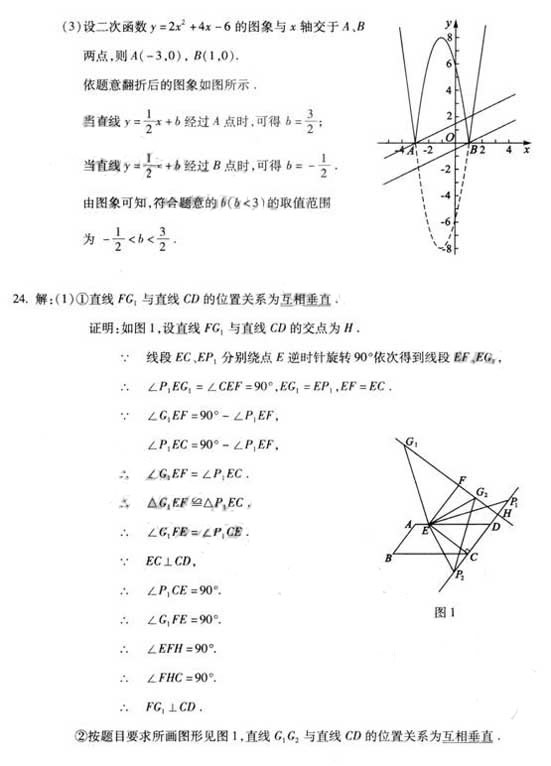 (3)设二次函数 y=2x²+4x-6 的图象与 x 轴交于 A、B
两点,则 A(-3,0), B(1,0).
依题意翻折后的图象如图所示.
当直线 y=1/2x+b 经过 A 点时,可得 b=3/2;
当直线 y=1/2x+b 经过 B 点时,可得 b=-1/2.
由图象可知,符合题意的 b(b<3)的取值范围
为 -1/2<b<3/2.
y
8
6
4
2
O
-4 A -2 B 2 4 x
-2
-4
-6
-8
24. 解:(1)①直线 FG₁ 与直线 CD 的位置关系为互相垂直.
证明:如图1,设直线 FG₁ 与直线 CD 的交点为 H.
∵ 线段 EC、EP₁ 分别绕点 E 逆时针旋转 90°依次得到线段 EF、EG₁,
∴ ∠P₁EG₁=∠CEF=90°,EG₁=EP₁,EF=EC.
∵ ∠G₁EF=90°-∠P₁EF,
∠P₁EC=90°-∠P₁EF,
∴ ∠G₁EF=∠P₁EC.
∴ △G₁EF≌△P₁EC.
∴ ∠G₁FE=∠P₁CE.
∵ EC⊥CD,
∴ ∠P₁CE=90°.
∴ ∠G₁FE=90°.
∴ ∠EFH=90°.
∴ ∠FHC=90°.
∴ FG₁⊥CD.
G₁
F
G₂
P₁
H
A
E
D
B
C
P₂
图1
②按题目要求所画图形见图1,直线 G₁G₂ 与直线 CD 的位置关系为互相垂直.